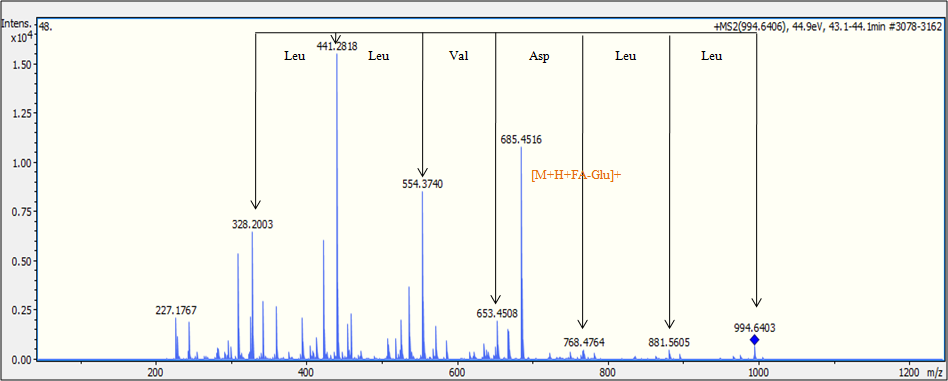 Intens.
x10⁴
48.
+MS2(994.6406), 44.9eV, 43.1-44.1min #3078-3162
441.2818
Leu Leu Val Asp Leu Leu
1.50
1.25
685.4516
1.00
[M+H+FA-Glu]+
554.3740
0.75
328.2003
0.50
227.1767
0.25
653.4508
768.4764
881.5605
994.6403
0.00
200 400 600 800 1000 1200 m/z